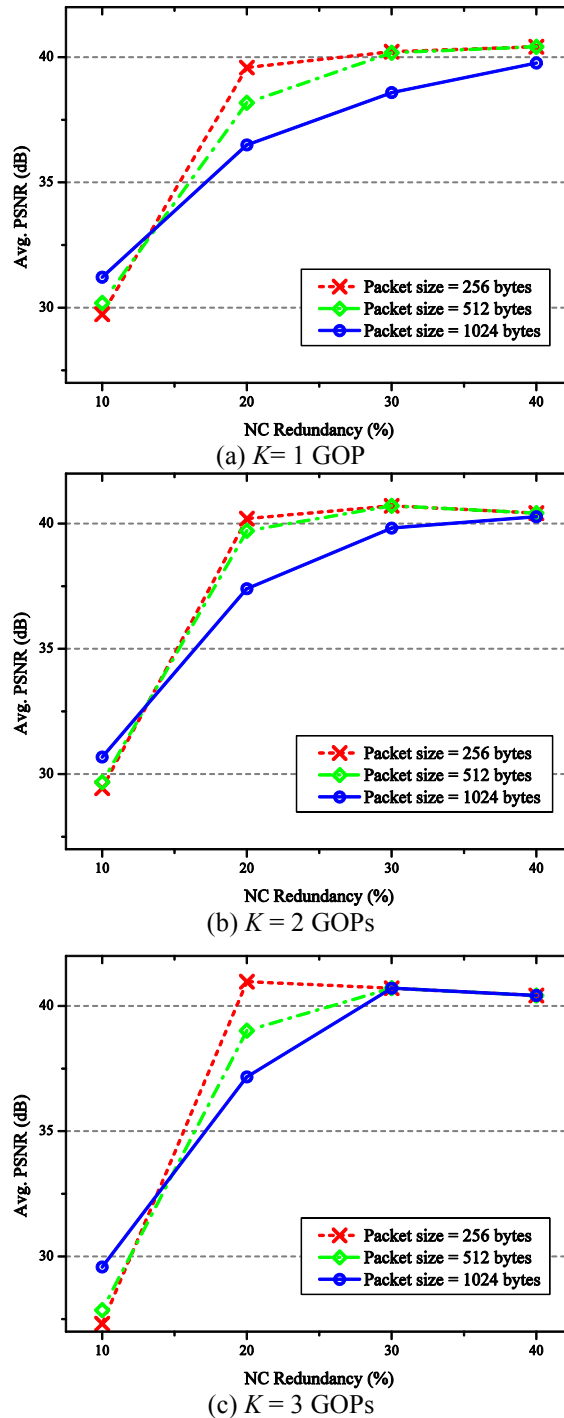 40
35
30
Avg. PSNR (dB)
Packet size = 256 bytes
Packet size = 512 bytes
Packet size = 1024 bytes
10 20 30 40
NC Redundancy (%)
(a) K= 1 GOP
40
35
30
Avg. PSNR (dB)
Packet size = 256 bytes
Packet size = 512 bytes
Packet size = 1024 bytes
10 20 30 40
NC Redundancy (%)
(b) K = 2 GOPs
40
35
30
Avg. PSNR (dB)
Packet size = 256 bytes
Packet size = 512 bytes
Packet size = 1024 bytes
10 20 30 40
NC Redundancy (%)
(c) K = 3 GOPs